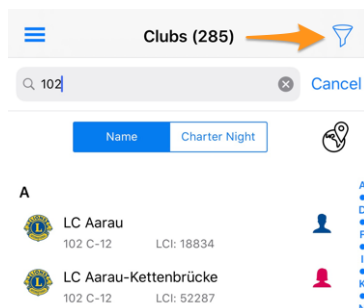 Clubs (285)
102 Cancel
Name Charter Night
A
LC Aarau
102 C-12 LCI: 18834
LC Aarau-Kettenbrücke
102 C-12 LCI: 52287
A
D
F
I
K